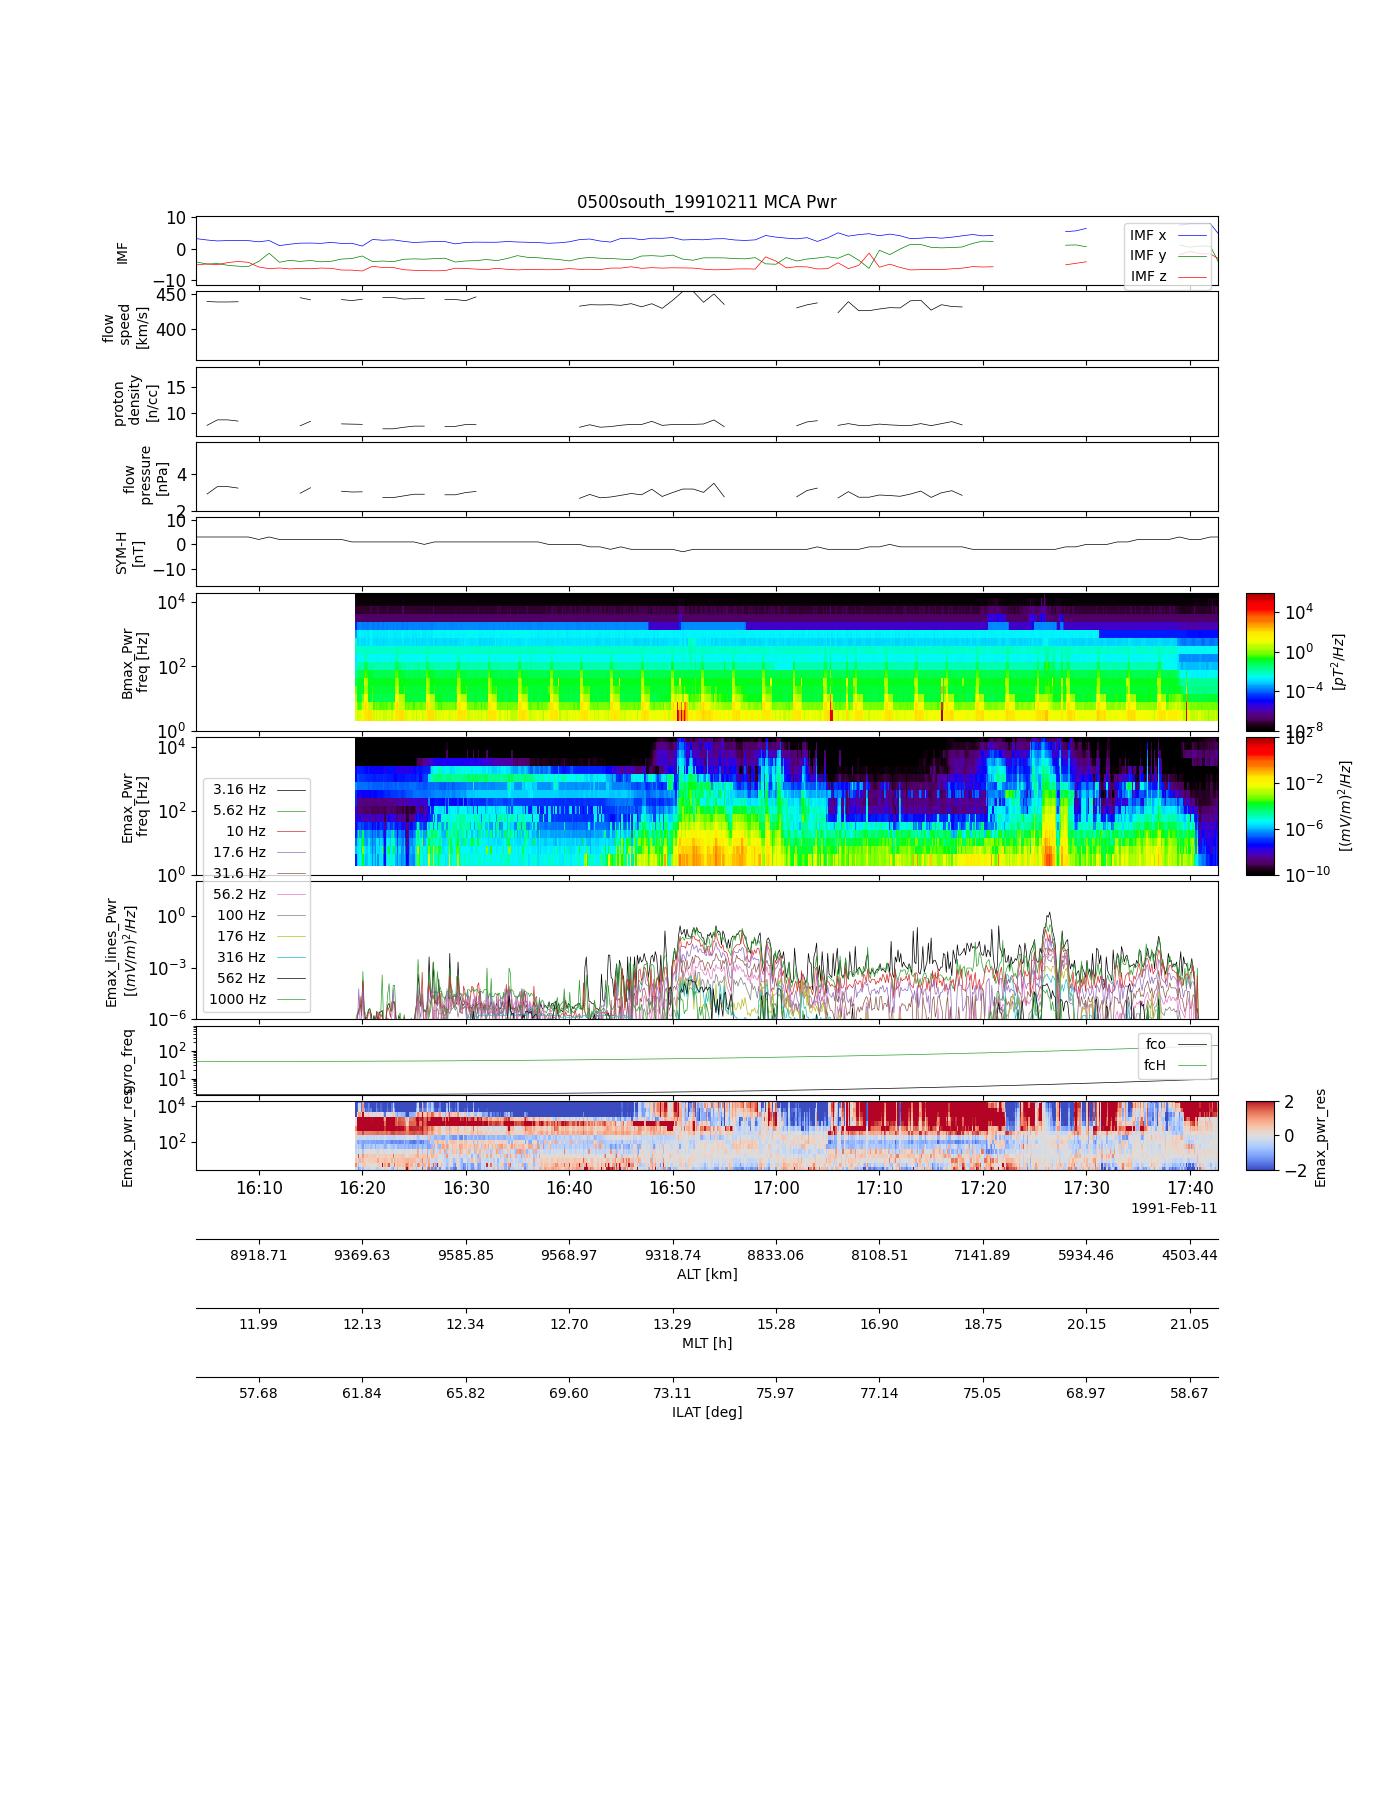 0500south_19910211 MCA Pwr
10
0
−10
IMF
IMF x
IMF y
IMF z
450
400
flow
speed
[km/s]
15
10
proton
density
[n/cc]
4
2
flow
pressure
[nPa]
10
0
−10
SYM-H
[nT]
10^4
10^2
10^0
Bmax_Pwr
freq [Hz]
10^4
10^0
10^−4
10^−8
[pT^2/Hz]
10^4
10^2
10^0
Emax_Pwr
freq [Hz]
10^2
10^−2
10^−6
10^−10
[(mV/m)^2/Hz]
3.16 Hz
5.62 Hz
10 Hz
17.6 Hz
31.6 Hz
56.2 Hz
100 Hz
176 Hz
316 Hz
562 Hz
1000 Hz
10^0
10^−3
10^−6
Emax_lines_Pwr
[(mV/m)^2/Hz]
10^2
10^1
gyro_freq
fco
fcH
10^4
10^2
Emax_pwr_res
2
0
−2
Emax_pwr_res
16:10 16:20 16:30 16:40 16:50 17:00 17:10 17:20 17:30 17:40
1991-Feb-11
8918.71 9369.63 9585.85 9568.97 9318.74 8833.06 8108.51 7141.89 5934.46 4503.44
ALT [km]
11.99 12.13 12.34 12.70 13.29 15.28 16.90 18.75 20.15 21.05
MLT [h]
57.68 61.84 65.82 69.60 73.11 75.97 77.14 75.05 68.97 58.67
ILAT [deg]